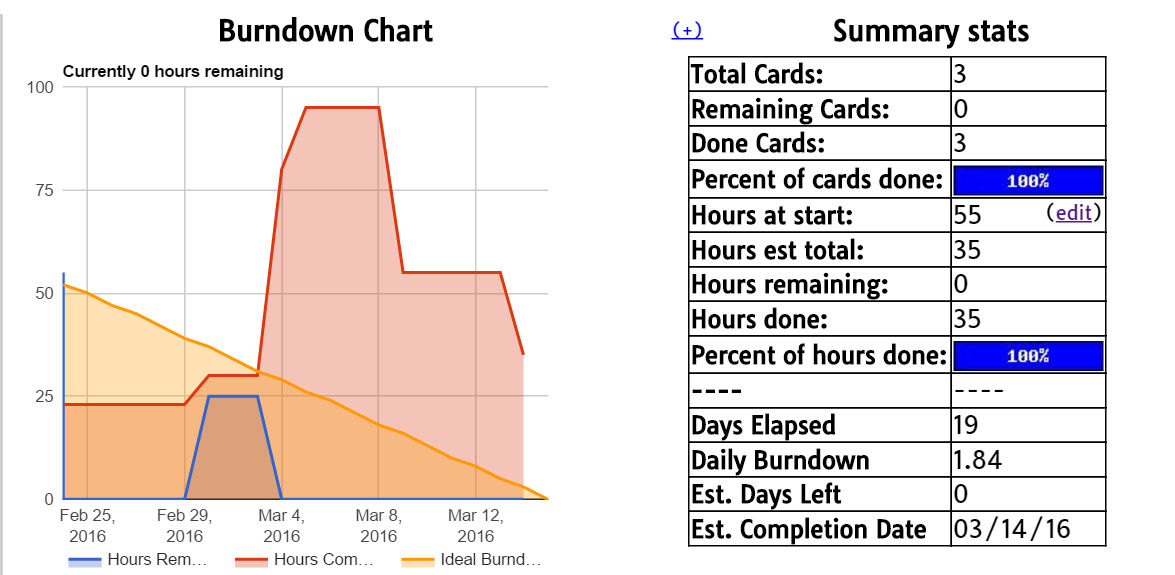 Burndown Chart
Currently 0 hours remaining
100
75
50
25
0
Feb 25, 2016
Feb 29, 2016
Mar 4, 2016
Mar 8, 2016
Mar 12, 2016
Hours Rem...
Hours Com...
Ideal Burnd...
(+)
Summary stats
Total Cards: 3
Remaining Cards: 0
Done Cards: 3
Percent of cards done: 100%
Hours at start: 55 (edit)
Hours est total: 35
Hours remaining: 0
Hours done: 35
Percent of hours done: 100%
---- ----
Days Elapsed 19
Daily Burndown 1.84
Est. Days Left 0
Est. Completion Date 03/14/16